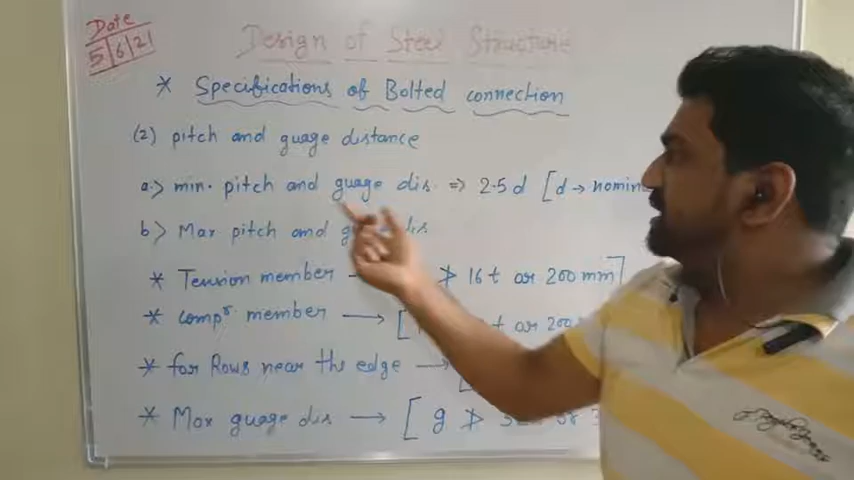 Date
5|6|21
Design of Steel Structure
* Specifications of Bolted connection
(2) pitch and guage distance
a.> min. pitch and guage dis. => 2.5 d [d → nomin
b> Max pitch and dis
* Tension member → ≯ 16 t or 200 mm]
* compr member → [ t or 200
* for Rows near ths edge → [
* Max guage dis → [ g ≯